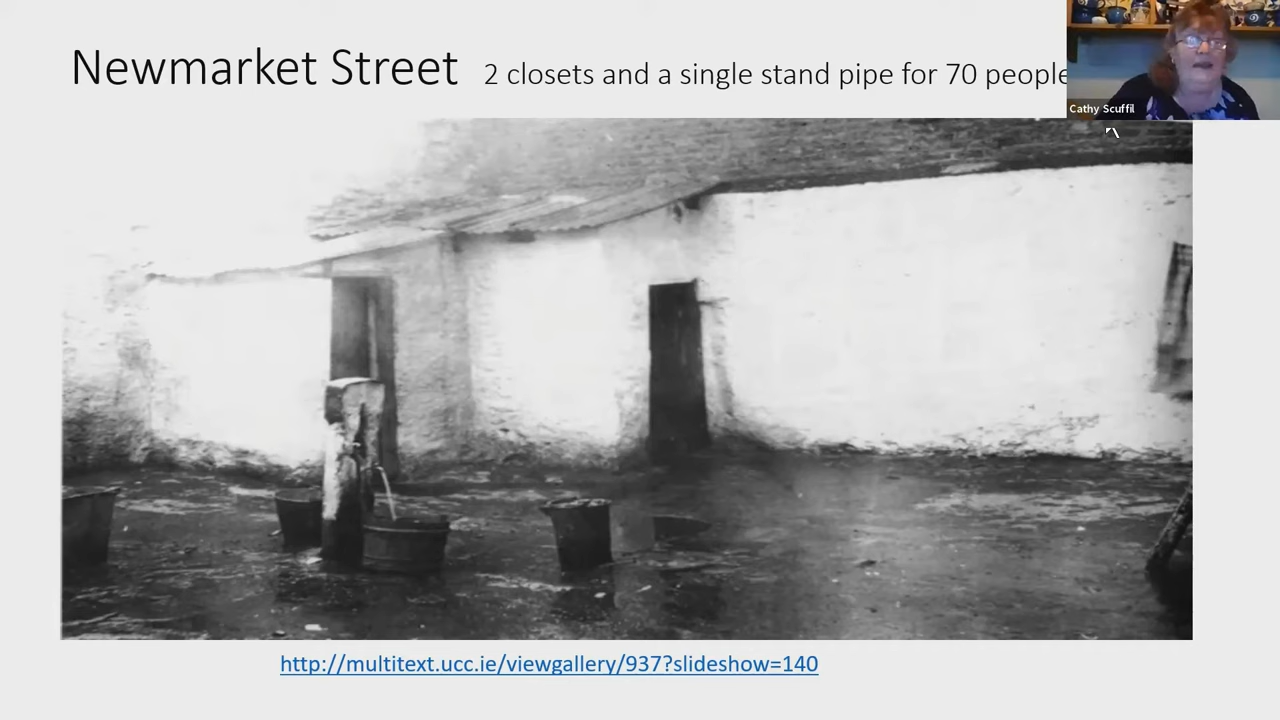 Newmarket Street 2 closets and a single stand pipe for 70 people
Cathy Scuffil
http://multitext.ucc.ie/viewgallery/937?slideshow=140